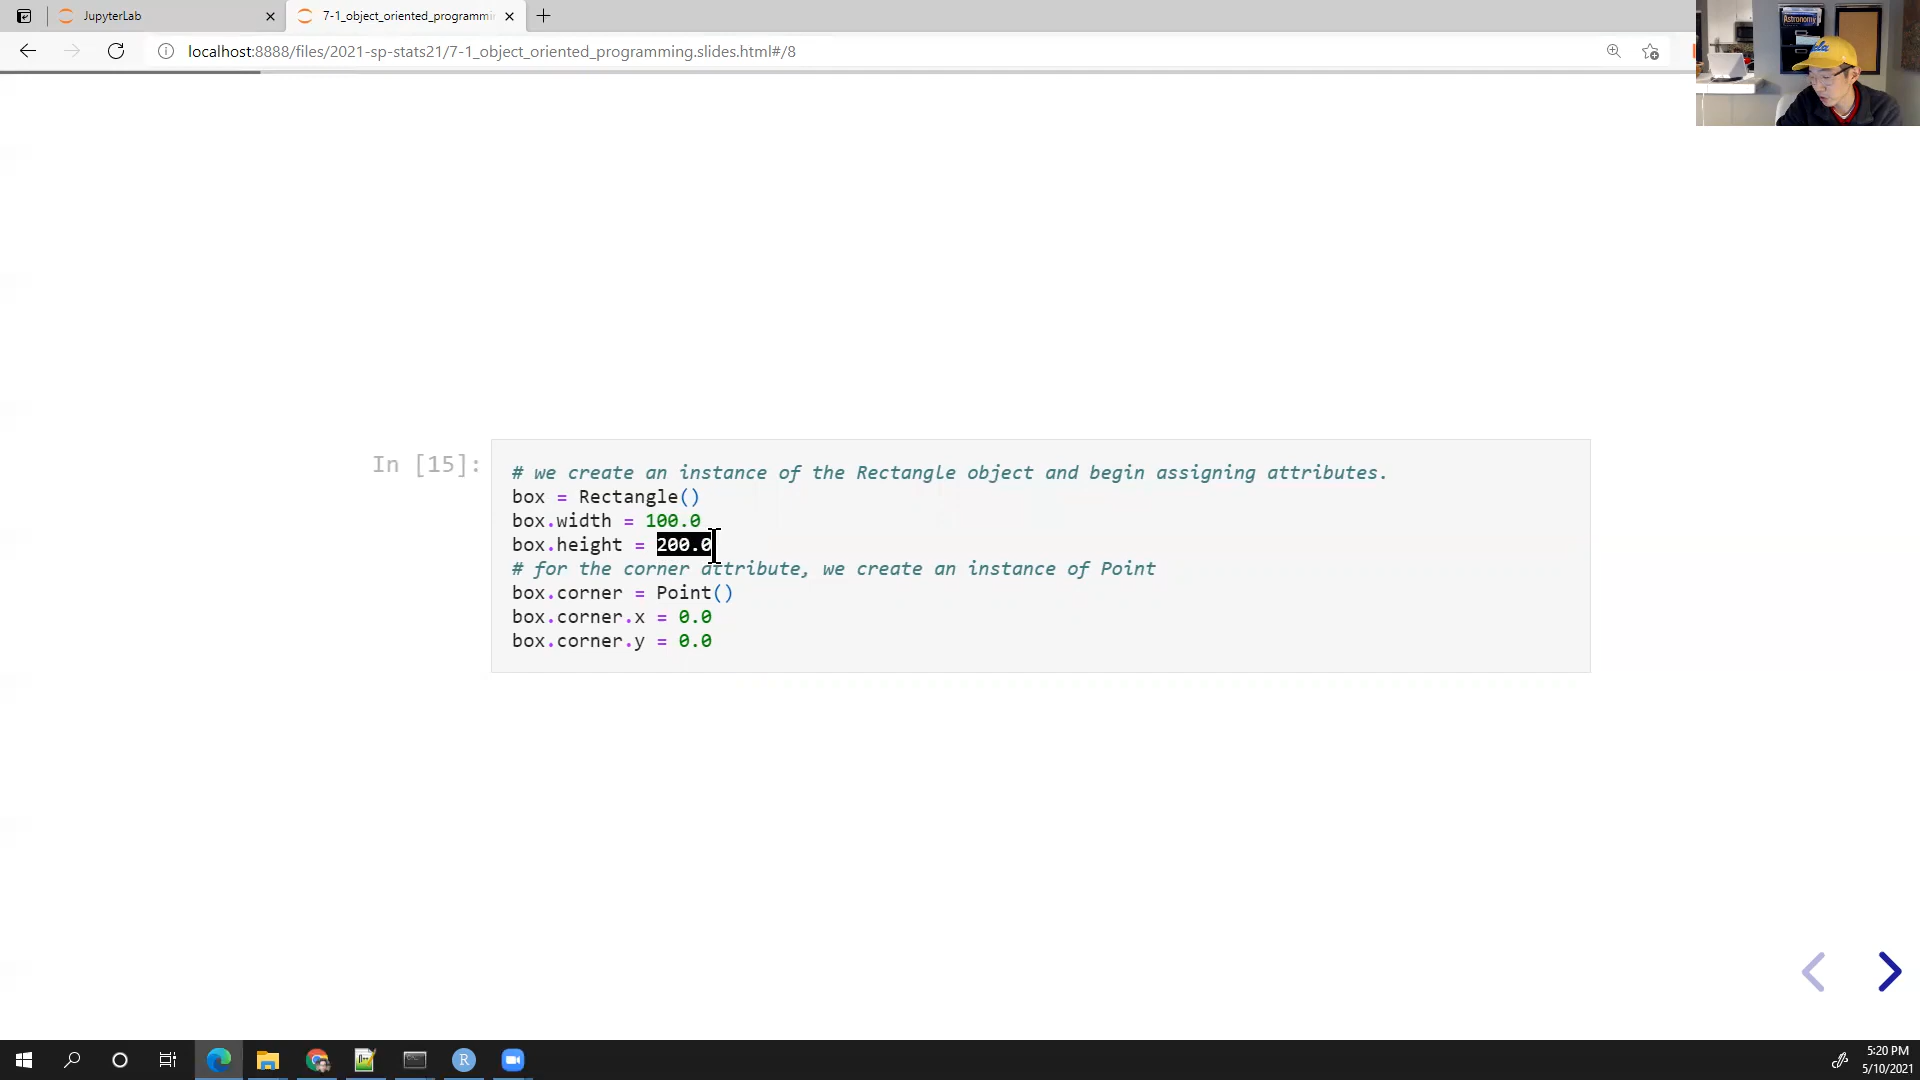 JupyterLab
7-1_object_oriented_programmin
localhost:8888/files/2021-sp-stats21/7-1_object_oriented_programming.slides.html#/8
Astronomy
In [15]:
# we create an instance of the Rectangle object and begin assigning attributes.
box = Rectangle()
box.width = 100.0
box.height = 200.0
# for the corner attribute, we create an instance of Point
box.corner = Point()
box.corner.x = 0.0
box.corner.y = 0.0
R
5:20 PM
5/10/2021